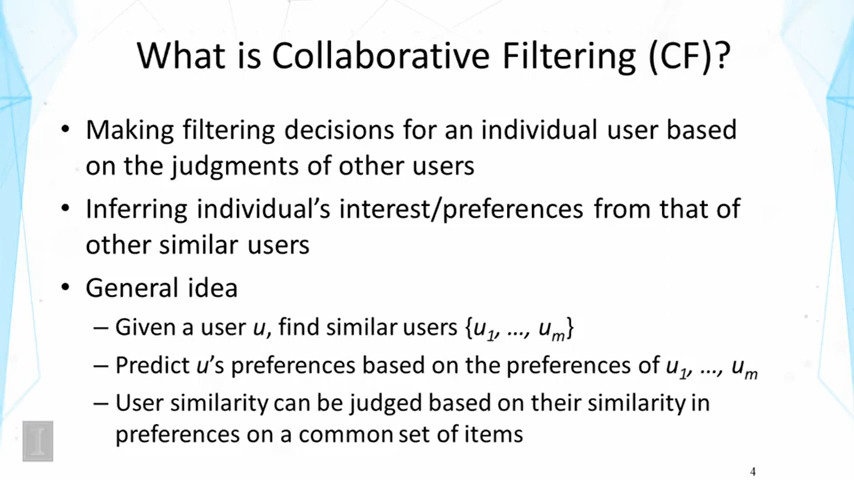 What is Collaborative Filtering (CF)?
• Making filtering decisions for an individual user based
on the judgments of other users
• Inferring individual’s interest/preferences from that of
other similar users
• General idea
– Given a user u, find similar users {u1, …, um}
– Predict u’s preferences based on the preferences of u1, …, um
– User similarity can be judged based on their similarity in
preferences on a common set of items
I
4